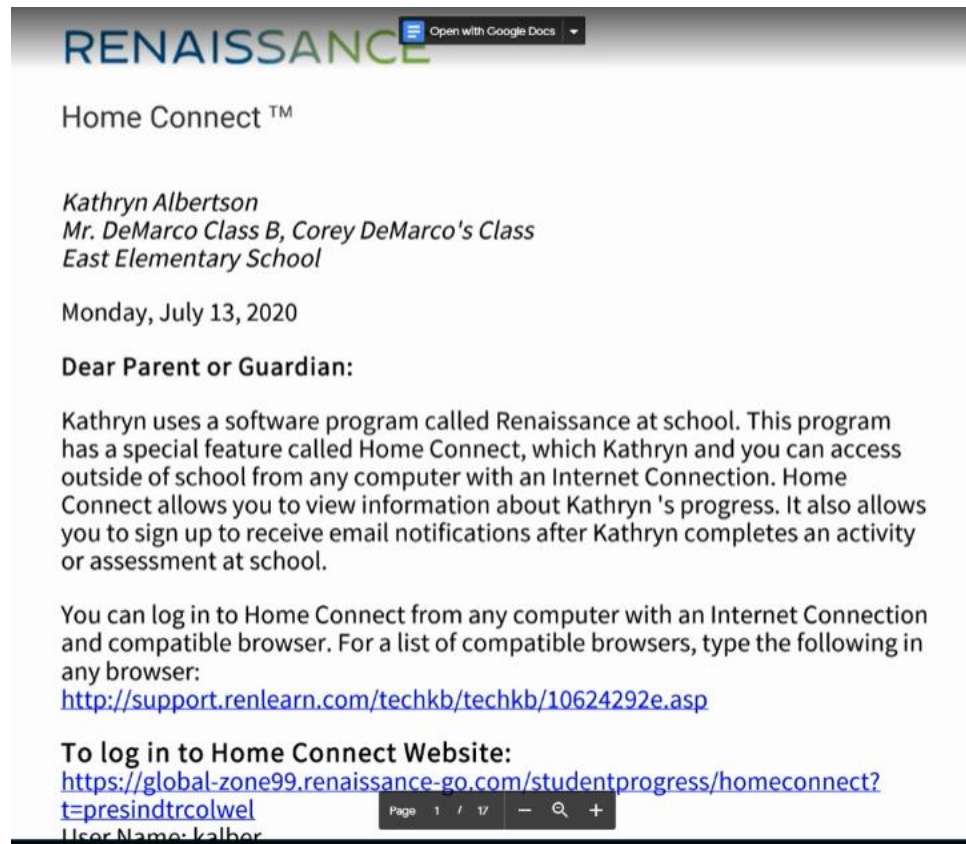 RENAISSANCE
Open with Google Docs
Home Connect ™
Kathryn Albertson
Mr. DeMarco Class B, Corey DeMarco's Class
East Elementary School
Monday, July 13, 2020
Dear Parent or Guardian:
Kathryn uses a software program called Renaissance at school. This program
has a special feature called Home Connect, which Kathryn and you can access
outside of school from any computer with an Internet Connection. Home
Connect allows you to view information about Kathryn 's progress. It also allows
you to sign up to receive email notifications after Kathryn completes an activity
or assessment at school.
You can log in to Home Connect from any computer with an Internet Connection
and compatible browser. For a list of compatible browsers, type the following in
any browser:
http://support.renlearn.com/techkb/techkb/10624292e.asp
To log in to Home Connect Website:
https://global-zone99.renaissance-go.com/studentprogress/homeconnect?
t=presindtrcolwel
Page 1 / 17
User Name: kalber